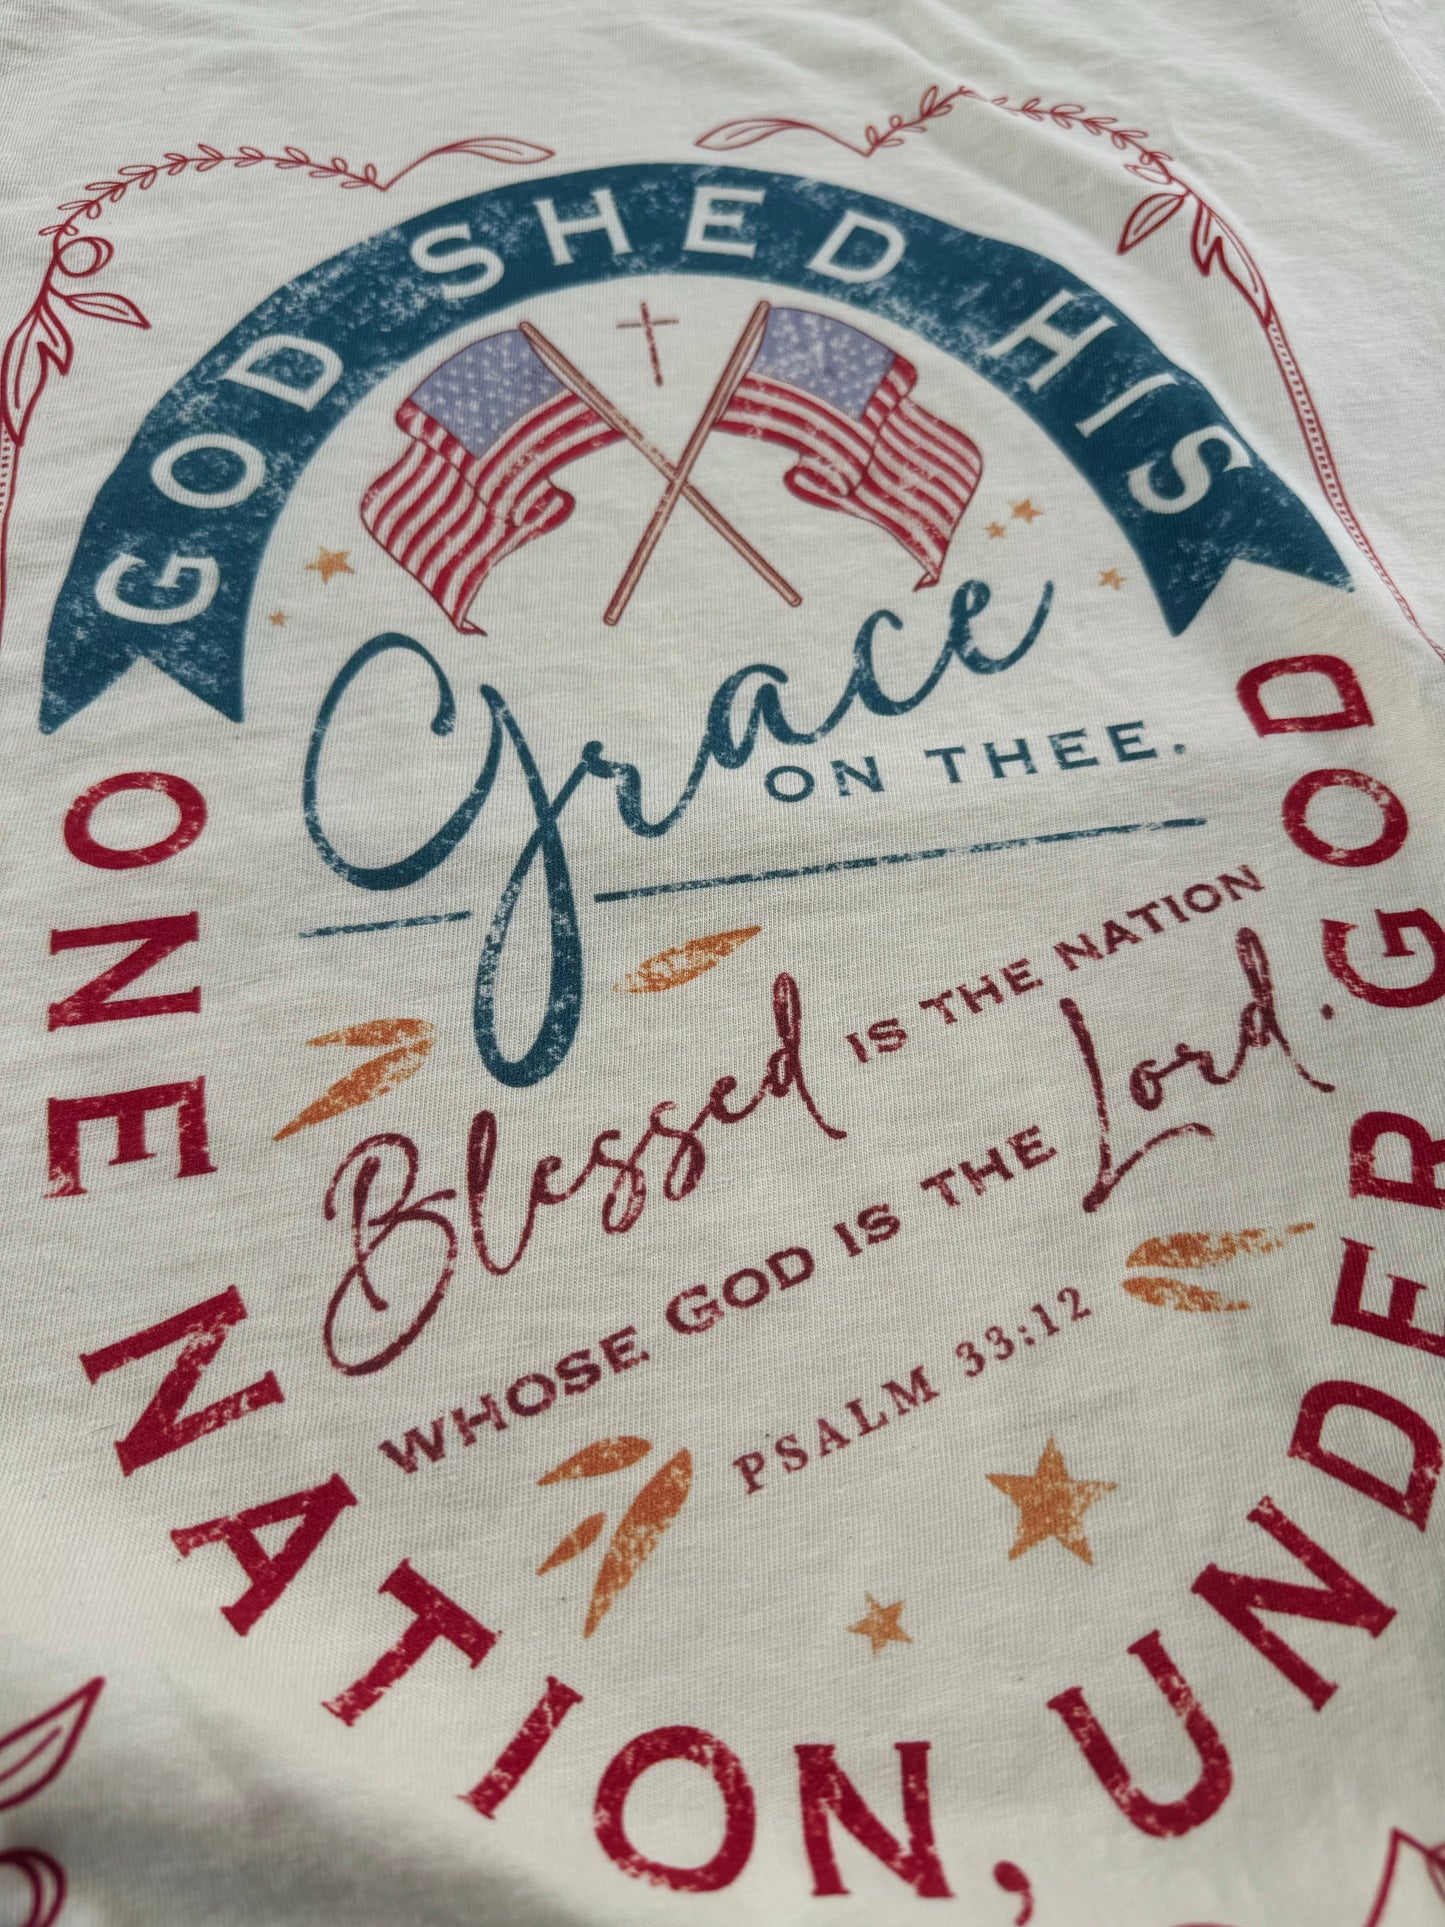 GOD SHED HIS
Grace
ON THEE.
Blessed IS THE NATION
WHOSE GOD IS THE Lord.
PSALM 33:12
ONE NATION, UNDER GOD